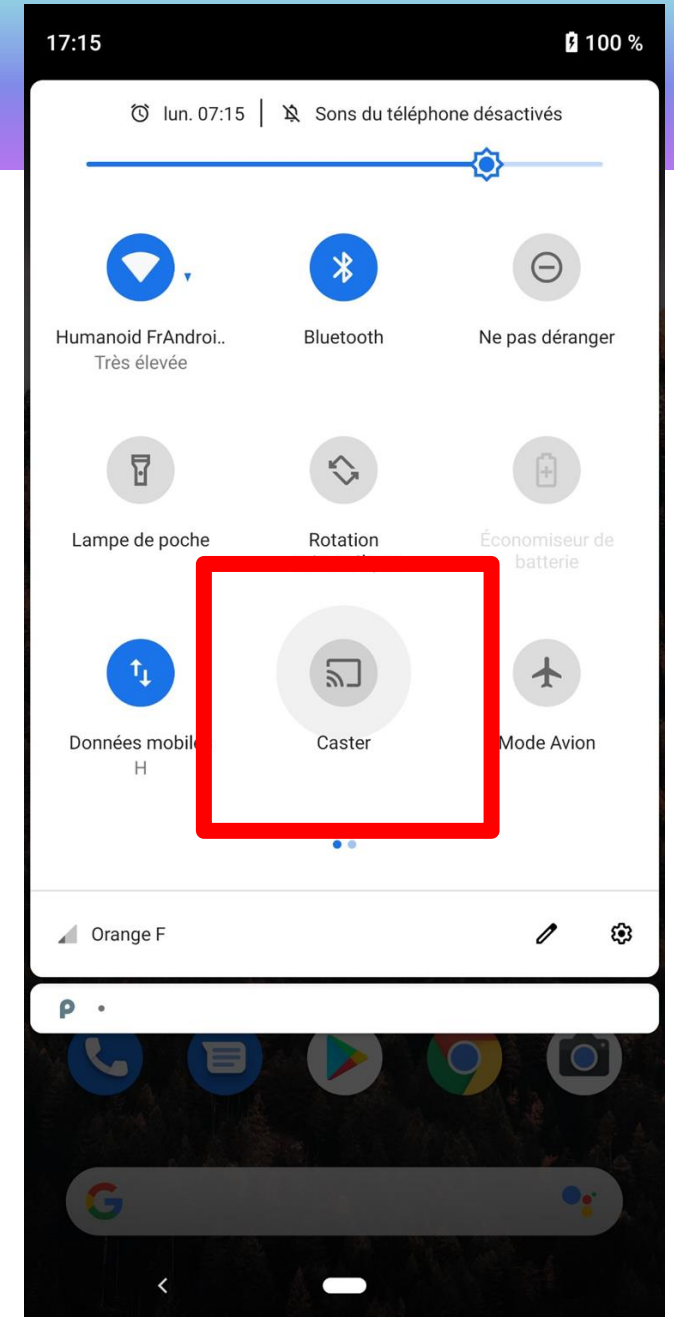 17:15 100 %
lun. 07:15 Sons du téléphone désactivés
Humanoid FrAndroi.. Bluetooth Ne pas déranger
Très élevée
Lampe de poche Rotation Économiseur de
batterie
Données mobile Caster Mode Avion
H
Orange F